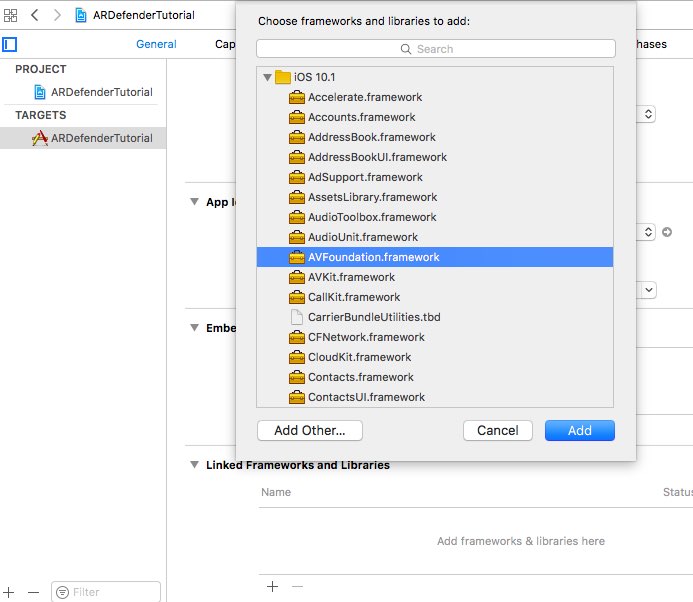 ARDefenderTutorial
General
Cap
hases
PROJECT
ARDefenderTutorial
TARGETS
ARDefenderTutorial
Choose frameworks and libraries to add:
Search
iOS 10.1
Accelerate.framework
Accounts.framework
AddressBook.framework
AddressBookUI.framework
AdSupport.framework
AssetsLibrary.framework
AudioToolbox.framework
AudioUnit.framework
AVFoundation.framework
AVKit.framework
CallKit.framework
CarrierBundleUtilities.tbd
CFNetwork.framework
CloudKit.framework
Contacts.framework
ContactsUI.framework
Add Other...
Cancel
Add
App Ic
Embe
Linked Frameworks and Libraries
Name
Status
Add frameworks & libraries here
Filter